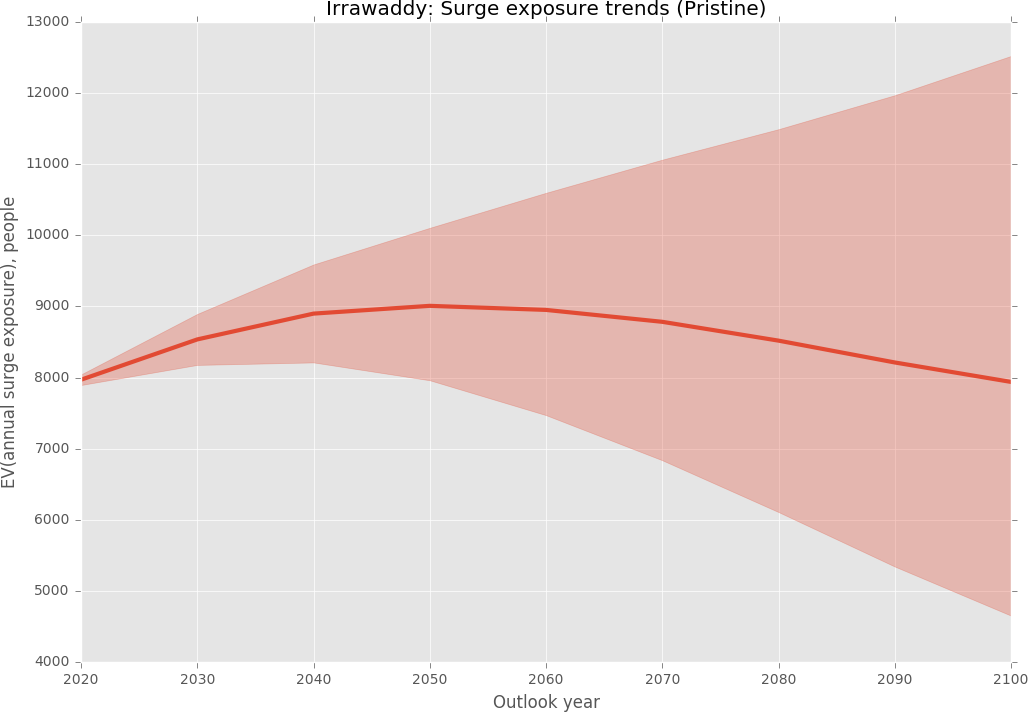 Irrawaddy: Surge exposure trends (Pristine)
13000
12000
11000
10000
9000
8000
7000
6000
5000
4000
EV(annual surge exposure), people
2020 2030 2040 2050 2060 2070 2080 2090 2100
Outlook year